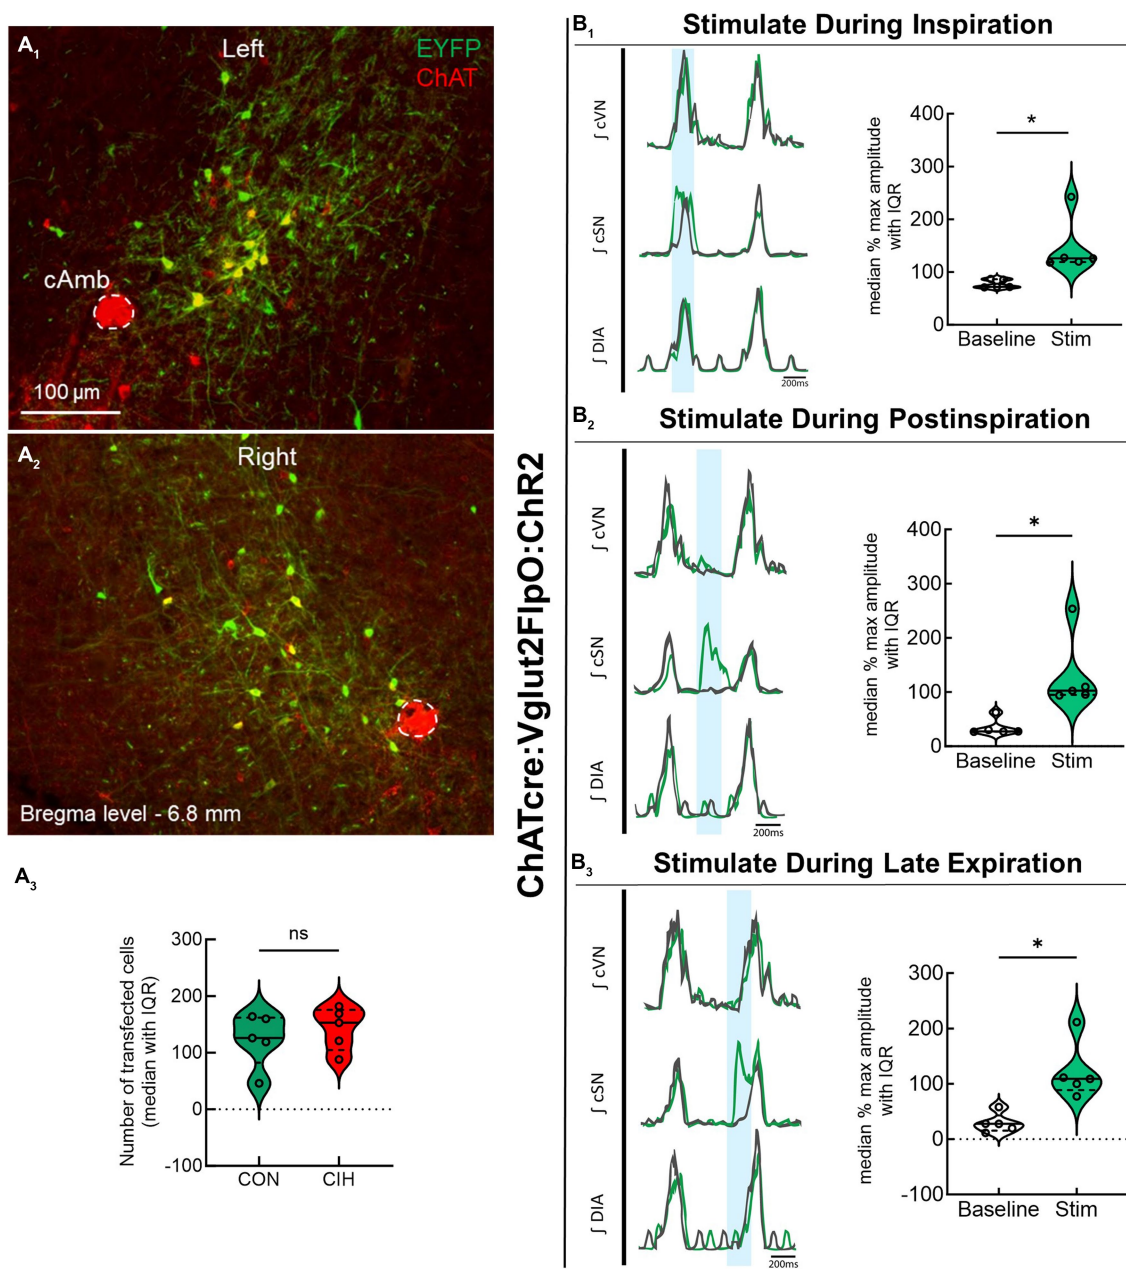 A1
Left
EYFP
ChAT
cAmb
100 µm
A2
Right
Bregma level - 6.8 mm
A3
Number of transfected cells
(median with IQR)
300
200
100
0
-100
ns
CON
CIH
ChATcre:Vglut2FlpO:ChR2
B1
Stimulate During Inspiration
∫ cVN
∫ cSN
∫ DIA
200ms
median % max amplitude
with IQR
400
300
200
100
0
*
Baseline
Stim
B2
Stimulate During Postinspiration
∫ cVN
∫ cSN
∫ DIA
200ms
median % max amplitude
with IQR
400
300
200
100
0
*
Baseline
Stim
B3
Stimulate During Late Expiration
∫ cVN
∫ cSN
∫ DIA
200ms
median % max amplitude
with IQR
300
200
100
0
-100
*
Baseline
Stim